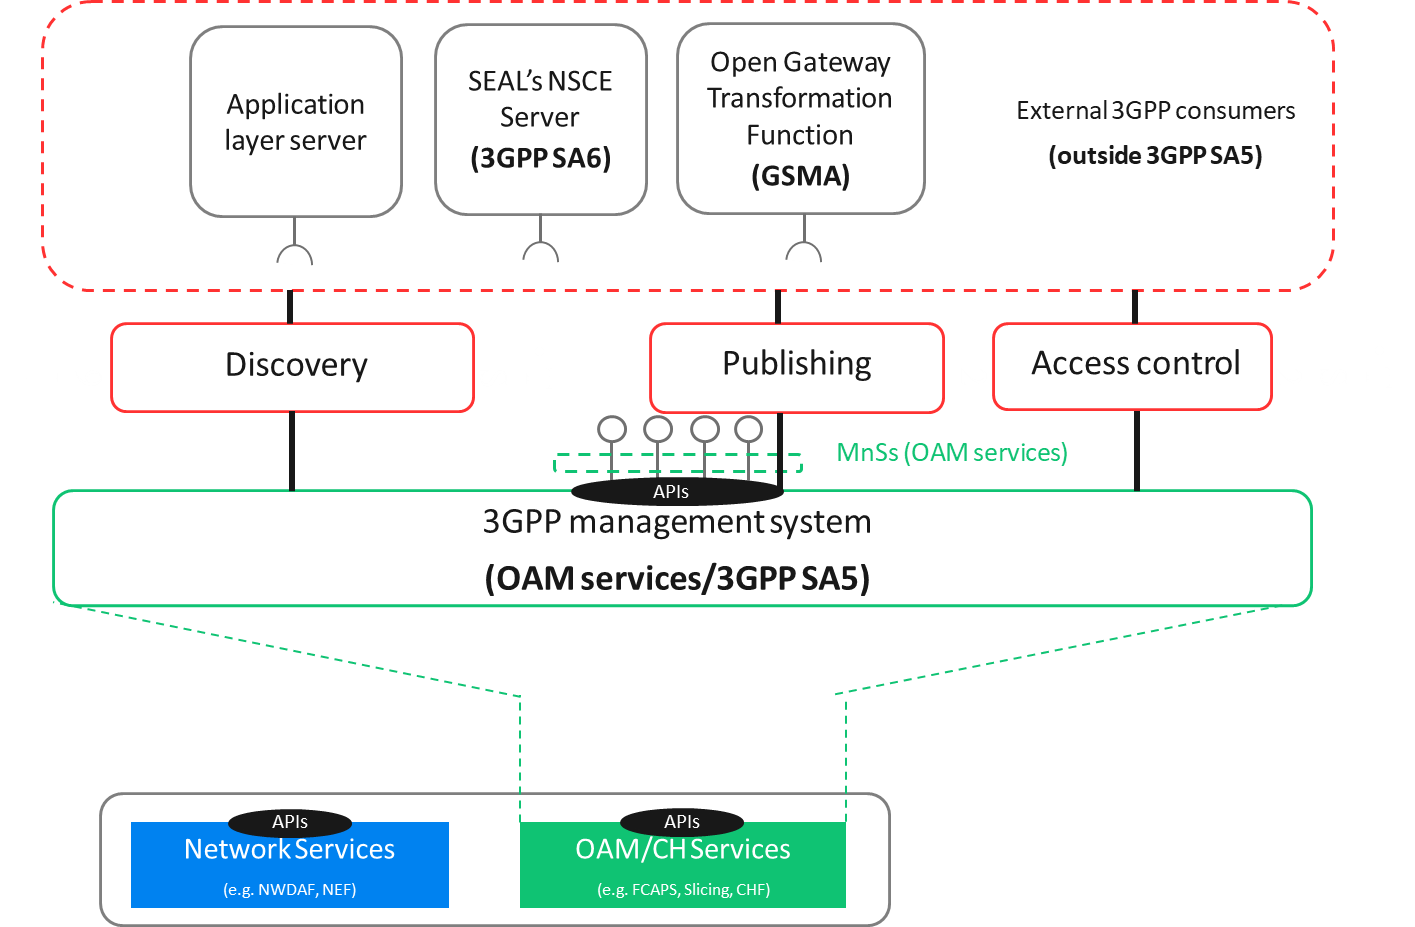 Application
layer server
SEAL’s NSCE
Server
(3GPP SA6)
Open Gateway
Transformation
Function
(GSMA)
External 3GPP consumers
(outside 3GPP SA5)
Discovery
Publishing
Access control
MnSs (OAM services)
APIs
3GPP management system
(OAM services/3GPP SA5)
APIs
Network Services
(e.g. NWDAF, NEF)
APIs
OAM/CH Services
(e.g. FCAPS, Slicing, CHF)